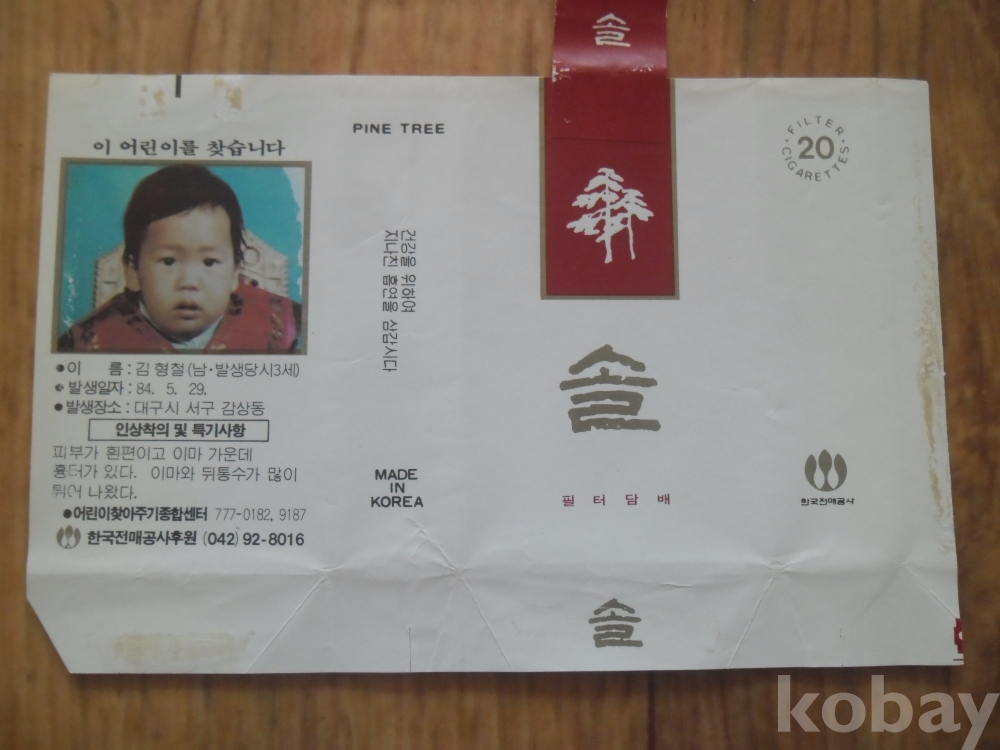 솔
이 어린이를 찾습니다
●이 름 : 김 형철(남·발생당시3세)
● 발생일자 : 84. 5. 29.
●발생장소 : 대구시 서구 감상동
인상착의 및 특기사항
피부가 흰편이고 이마 가운데
흉터가 있다. 이마와 뒤통수가 많이
튀어 나왔다.
●어린이찾아주기종합센터 777-0182, 9187
한국전매공사후원 (042) 92-8016
PINE TREE
건강을 위하여
지나친 흡연을 삼갑시다
MADE
IN
KOREA
솔
필터담배
솔
·FILTER·
20
CIGARETTES
한국전매공사
kobay